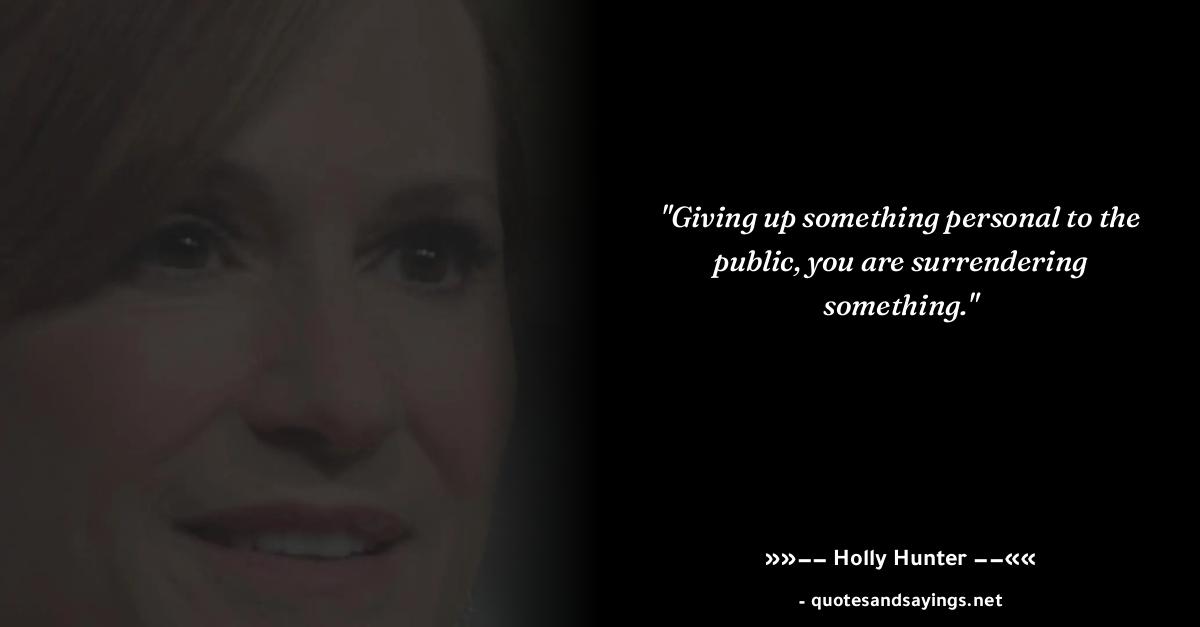 "Giving up something personal to the
public, you are surrendering
something."
»»−− Holly Hunter −−««
- quotesandsayings.net